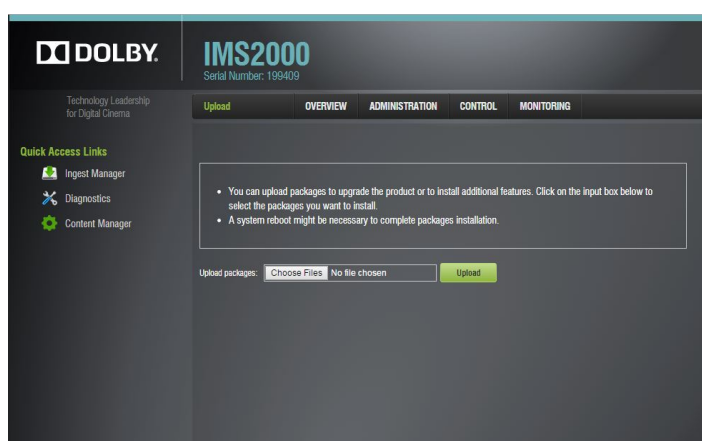 DOLBY.
IMS2000
Serial Number: 199409
Technology Leadership
for Digital Cinema
Upload OVERVIEW ADMINISTRATION CONTROL MONITORING
Quick Access Links
Ingest Manager
Diagnostics
Content Manager
• You can upload packages to upgrade the product or to install additional features. Click on the input box below to
select the packages you want to install.
• A system reboot might be necessary to complete packages installation.
Upload packages: Choose Files No file chosen Upload